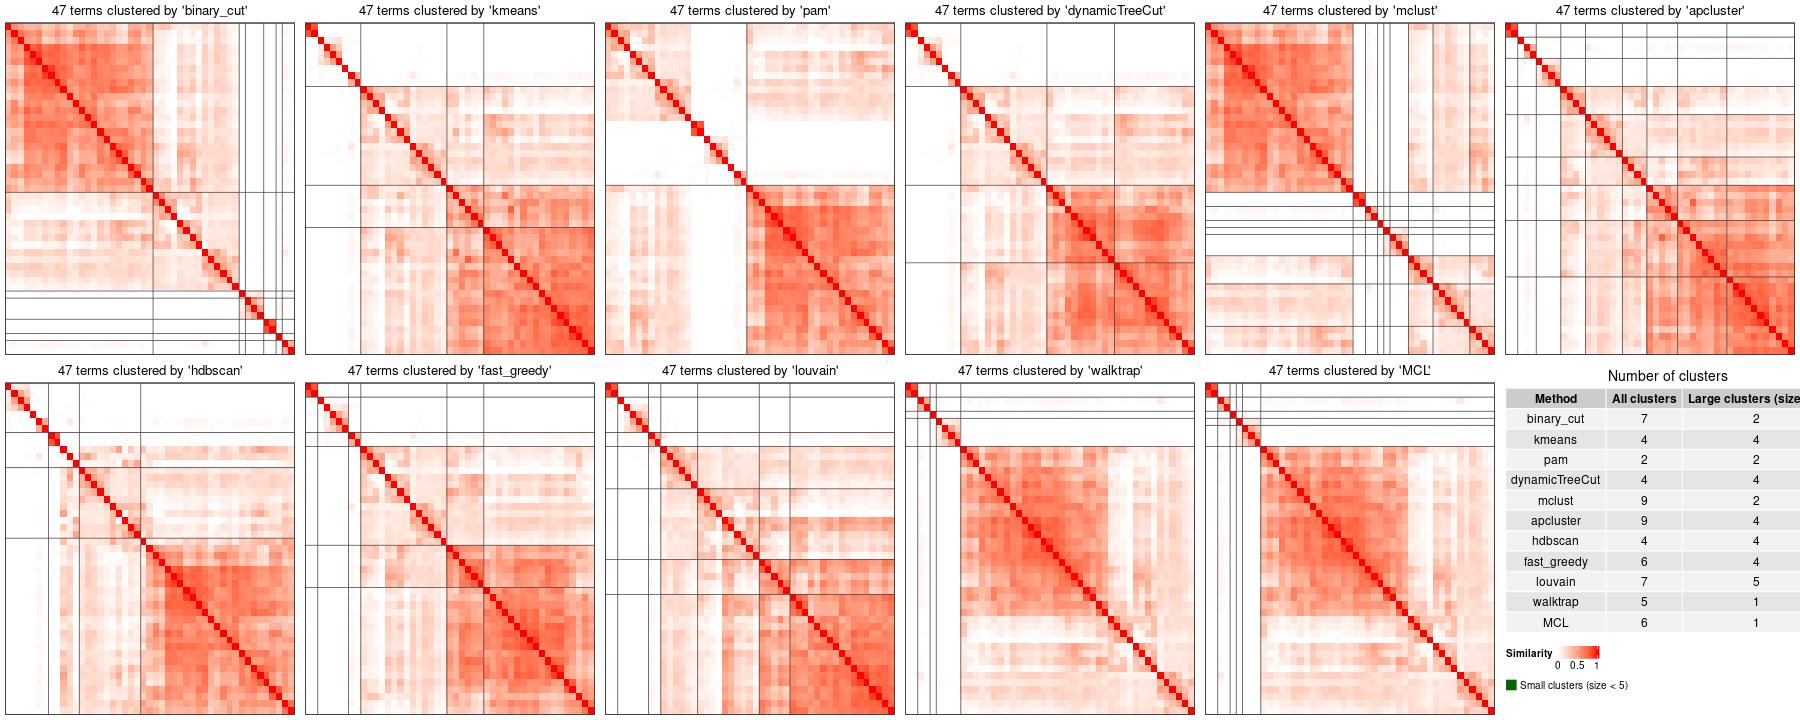 47 terms clustered by 'binary_cut'
47 terms clustered by 'kmeans'
47 terms clustered by 'pam'
47 terms clustered by 'dynamicTreeCut'
47 terms clustered by 'mclust'
47 terms clustered by 'apcluster'
47 terms clustered by 'hdbscan'
47 terms clustered by 'fast_greedy'
47 terms clustered by 'louvain'
47 terms clustered by 'walktrap'
47 terms clustered by 'MCL'
Number of clusters
Method All clusters Large clusters (size
binary_cut 7 2
kmeans 4 4
pam 2 2
dynamicTreeCut 4 4
mclust 9 2
apcluster 9 4
hdbscan 4 4
fast_greedy 6 4
louvain 7 5
walktrap 5 1
MCL 6 1
Similarity
0 0.5 1
Small clusters (size < 5)